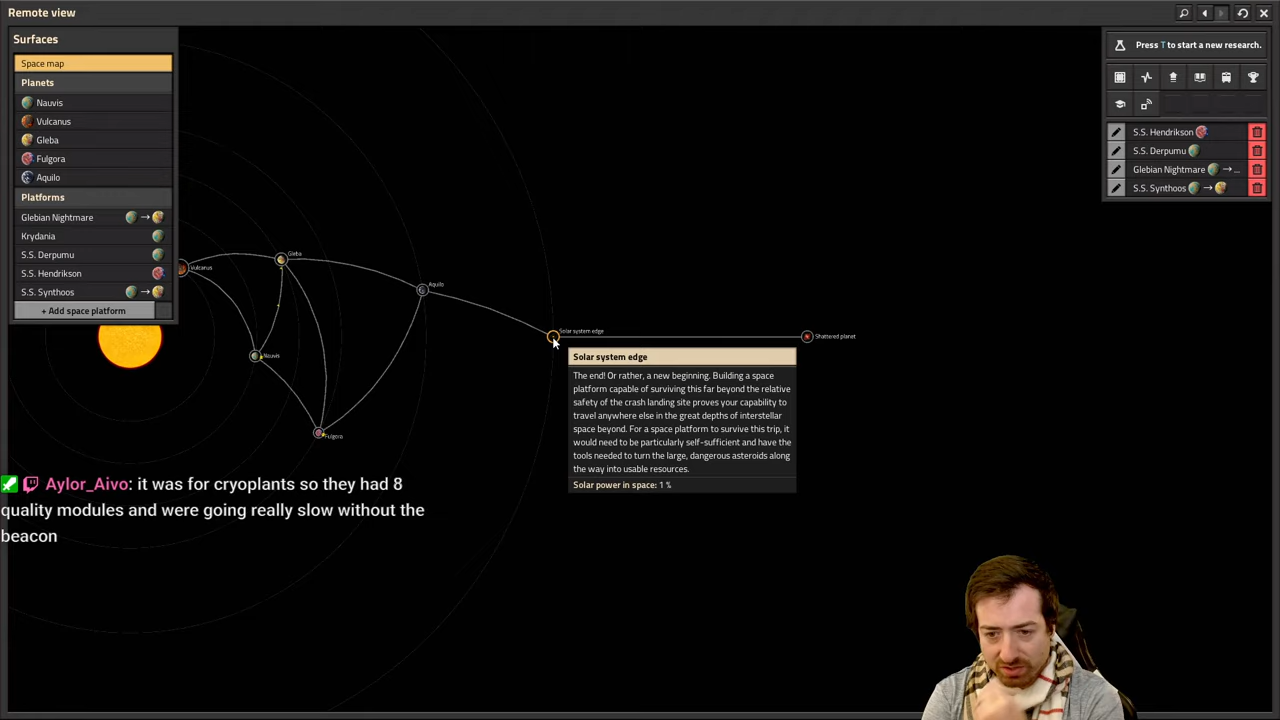 Remote view
Surfaces
Space map
Planets
Nauvis
Vulcanus
Gleba
Fulgora
Aquilo
Platforms
Glebian Nightmare →
Krydania
S.S. Derpumu
S.S. Hendrikson
S.S. Synthoos →
+ Add space platform
Press T to start a new research.
S.S. Hendrikson
S.S. Derpumu
Glebian Nightmare → ...
S.S. Synthoos →
Vulcanus
Gleba
Nauvis
Fulgora
Aquilo
Solar system edge
Shattered planet
Solar system edge
The end! Or rather, a new beginning. Building a space
platform capable of surviving this far beyond the relative
safety of the crash landing site proves your capability to
travel anywhere else in the great depths of interstellar
space beyond. For a space platform to survive this trip, it
would need to be particularly self-sufficient and have the
tools needed to turn the large, dangerous asteroids along
the way into usable resources.
Solar power in space: 1 %
Aylor_Aivo: it was for cryoplants so they had 8
quality modules and were going really slow without the
beacon